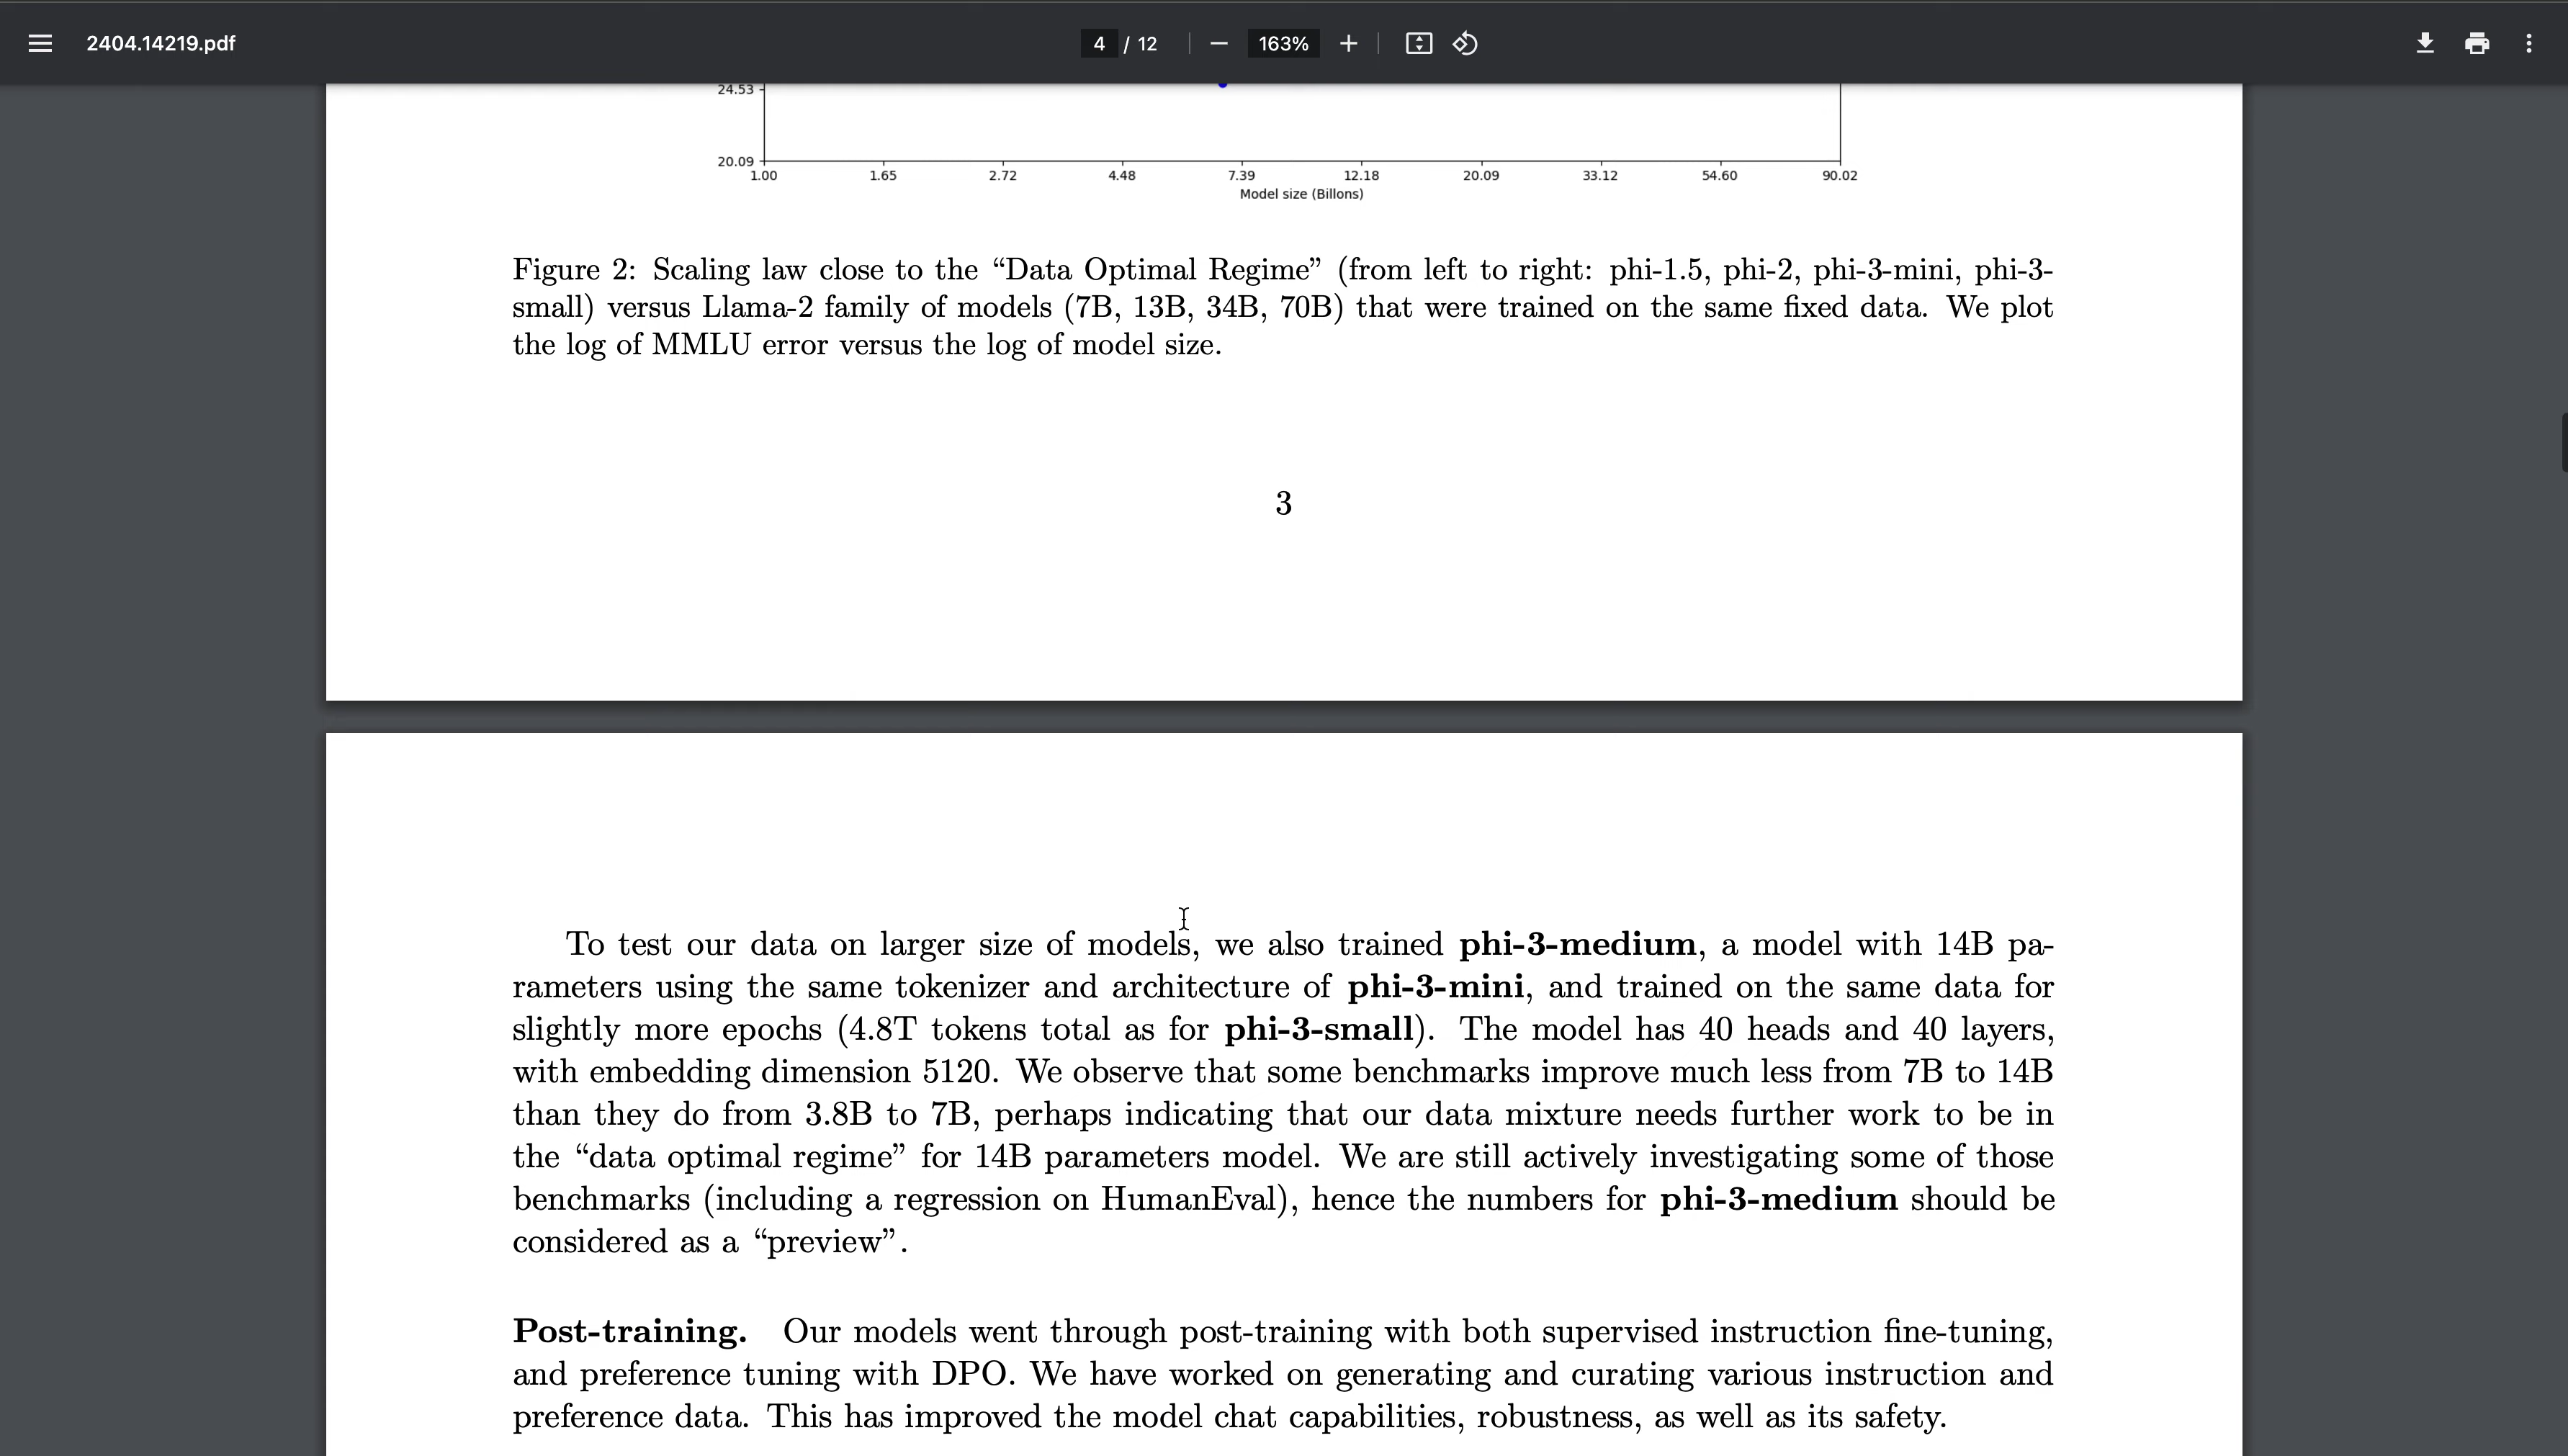 2404.14219.pdf
4 / 12
163%
24.53
20.09
1.00 1.65 2.72 4.48 7.39 12.18 20.09 33.12 54.60 90.02
Model size (Billons)
Figure 2: Scaling law close to the “Data Optimal Regime” (from left to right: phi-1.5, phi-2, phi-3-mini, phi-3-
small) versus Llama-2 family of models (7B, 13B, 34B, 70B) that were trained on the same fixed data. We plot
the log of MMLU error versus the log of model size.
3
To test our data on larger size of models, we also trained phi-3-medium, a model with 14B pa-
rameters using the same tokenizer and architecture of phi-3-mini, and trained on the same data for
slightly more epochs (4.8T tokens total as for phi-3-small). The model has 40 heads and 40 layers,
with embedding dimension 5120. We observe that some benchmarks improve much less from 7B to 14B
than they do from 3.8B to 7B, perhaps indicating that our data mixture needs further work to be in
the “data optimal regime” for 14B parameters model. We are still actively investigating some of those
benchmarks (including a regression on HumanEval), hence the numbers for phi-3-medium should be
considered as a “preview”.
Post-training. Our models went through post-training with both supervised instruction fine-tuning,
and preference tuning with DPO. We have worked on generating and curating various instruction and
preference data. This has improved the model chat capabilities, robustness, as well as its safety.